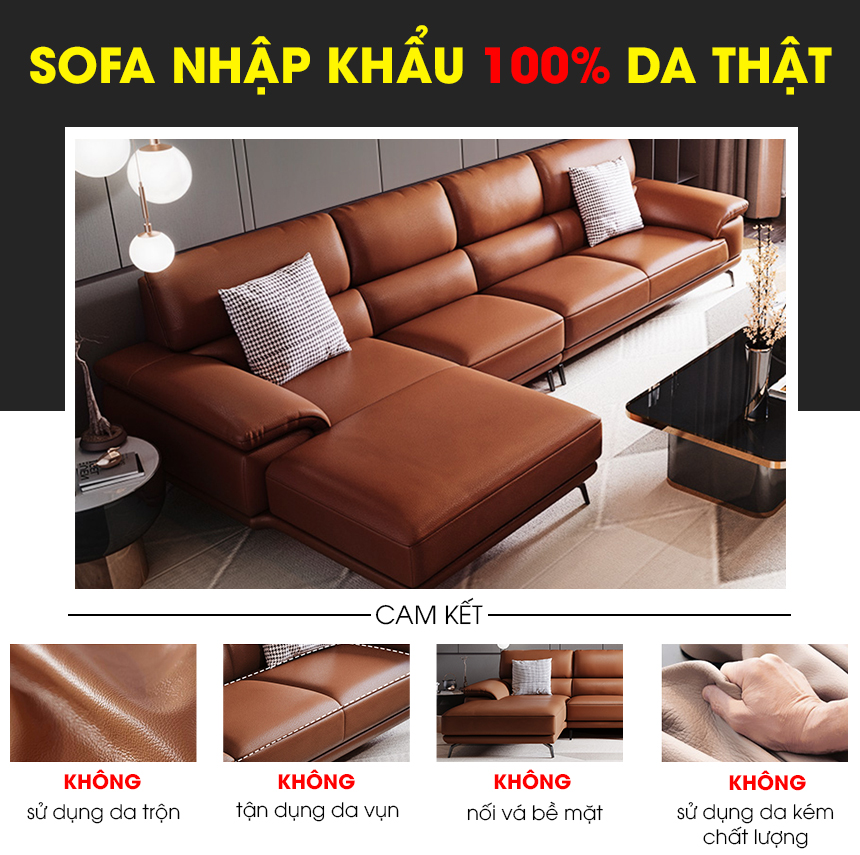 SOFA NHẬP KHẨU 100% DA THẬT
CAM KẾT
KHÔNG
sử dụng da trộn
KHÔNG
tận dụng da vụn
KHÔNG
nối vá bề mặt
KHÔNG
sử dụng da kém
chất lượng